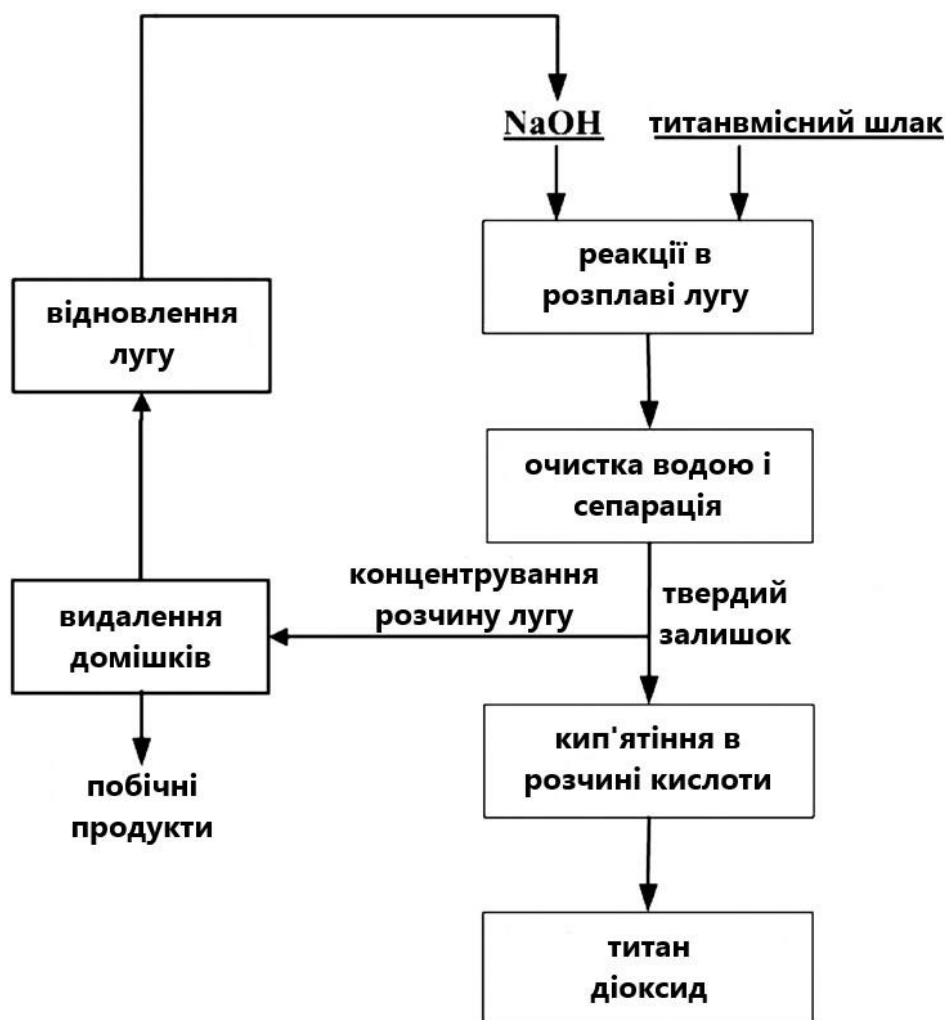 NaOH
титанвмісний шлак
реакції в
розплаві лугу
відновлення
лугу
очистка водою і
сепарація
концентрування
розчину лугу
твердий
залишок
видалення
домішків
кип'ятіння в
розчині кислоти
побічні
продукти
титан
діоксид